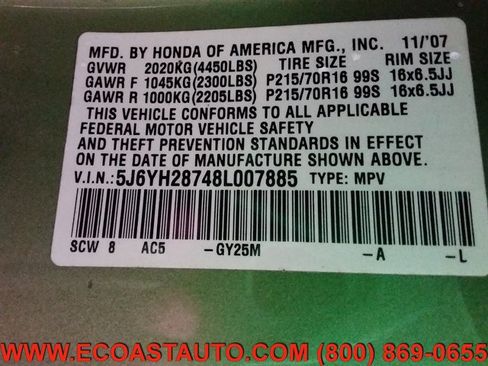 MFD. BY HONDA OF AMERICA MFG., INC. 11/'07
GVWR 2020KG(4450LBS) TIRE SIZE RIM SIZE
GAWR F 1045KG(2300LBS) P215/70R16 99S 16x6.5JJ
GAWR R 1000KG(2205LBS) P215/70R16 99S 16x6.5JJ
THIS VEHICLE CONFORMS TO ALL APPLICABLE
FEDERAL MOTOR VEHICLE SAFETY
AND THEFT PREVENTION STANDARDS IN EFFECT ON
THE DATE OF MANUFACTURE SHOWN ABOVE.
V.I.N.: 5J6YH28748L007885 TYPE: MPV
SCW 8 AC5 -GY25M -A -L
WWW.ECOASTAUTO.COM (800) 869-0655